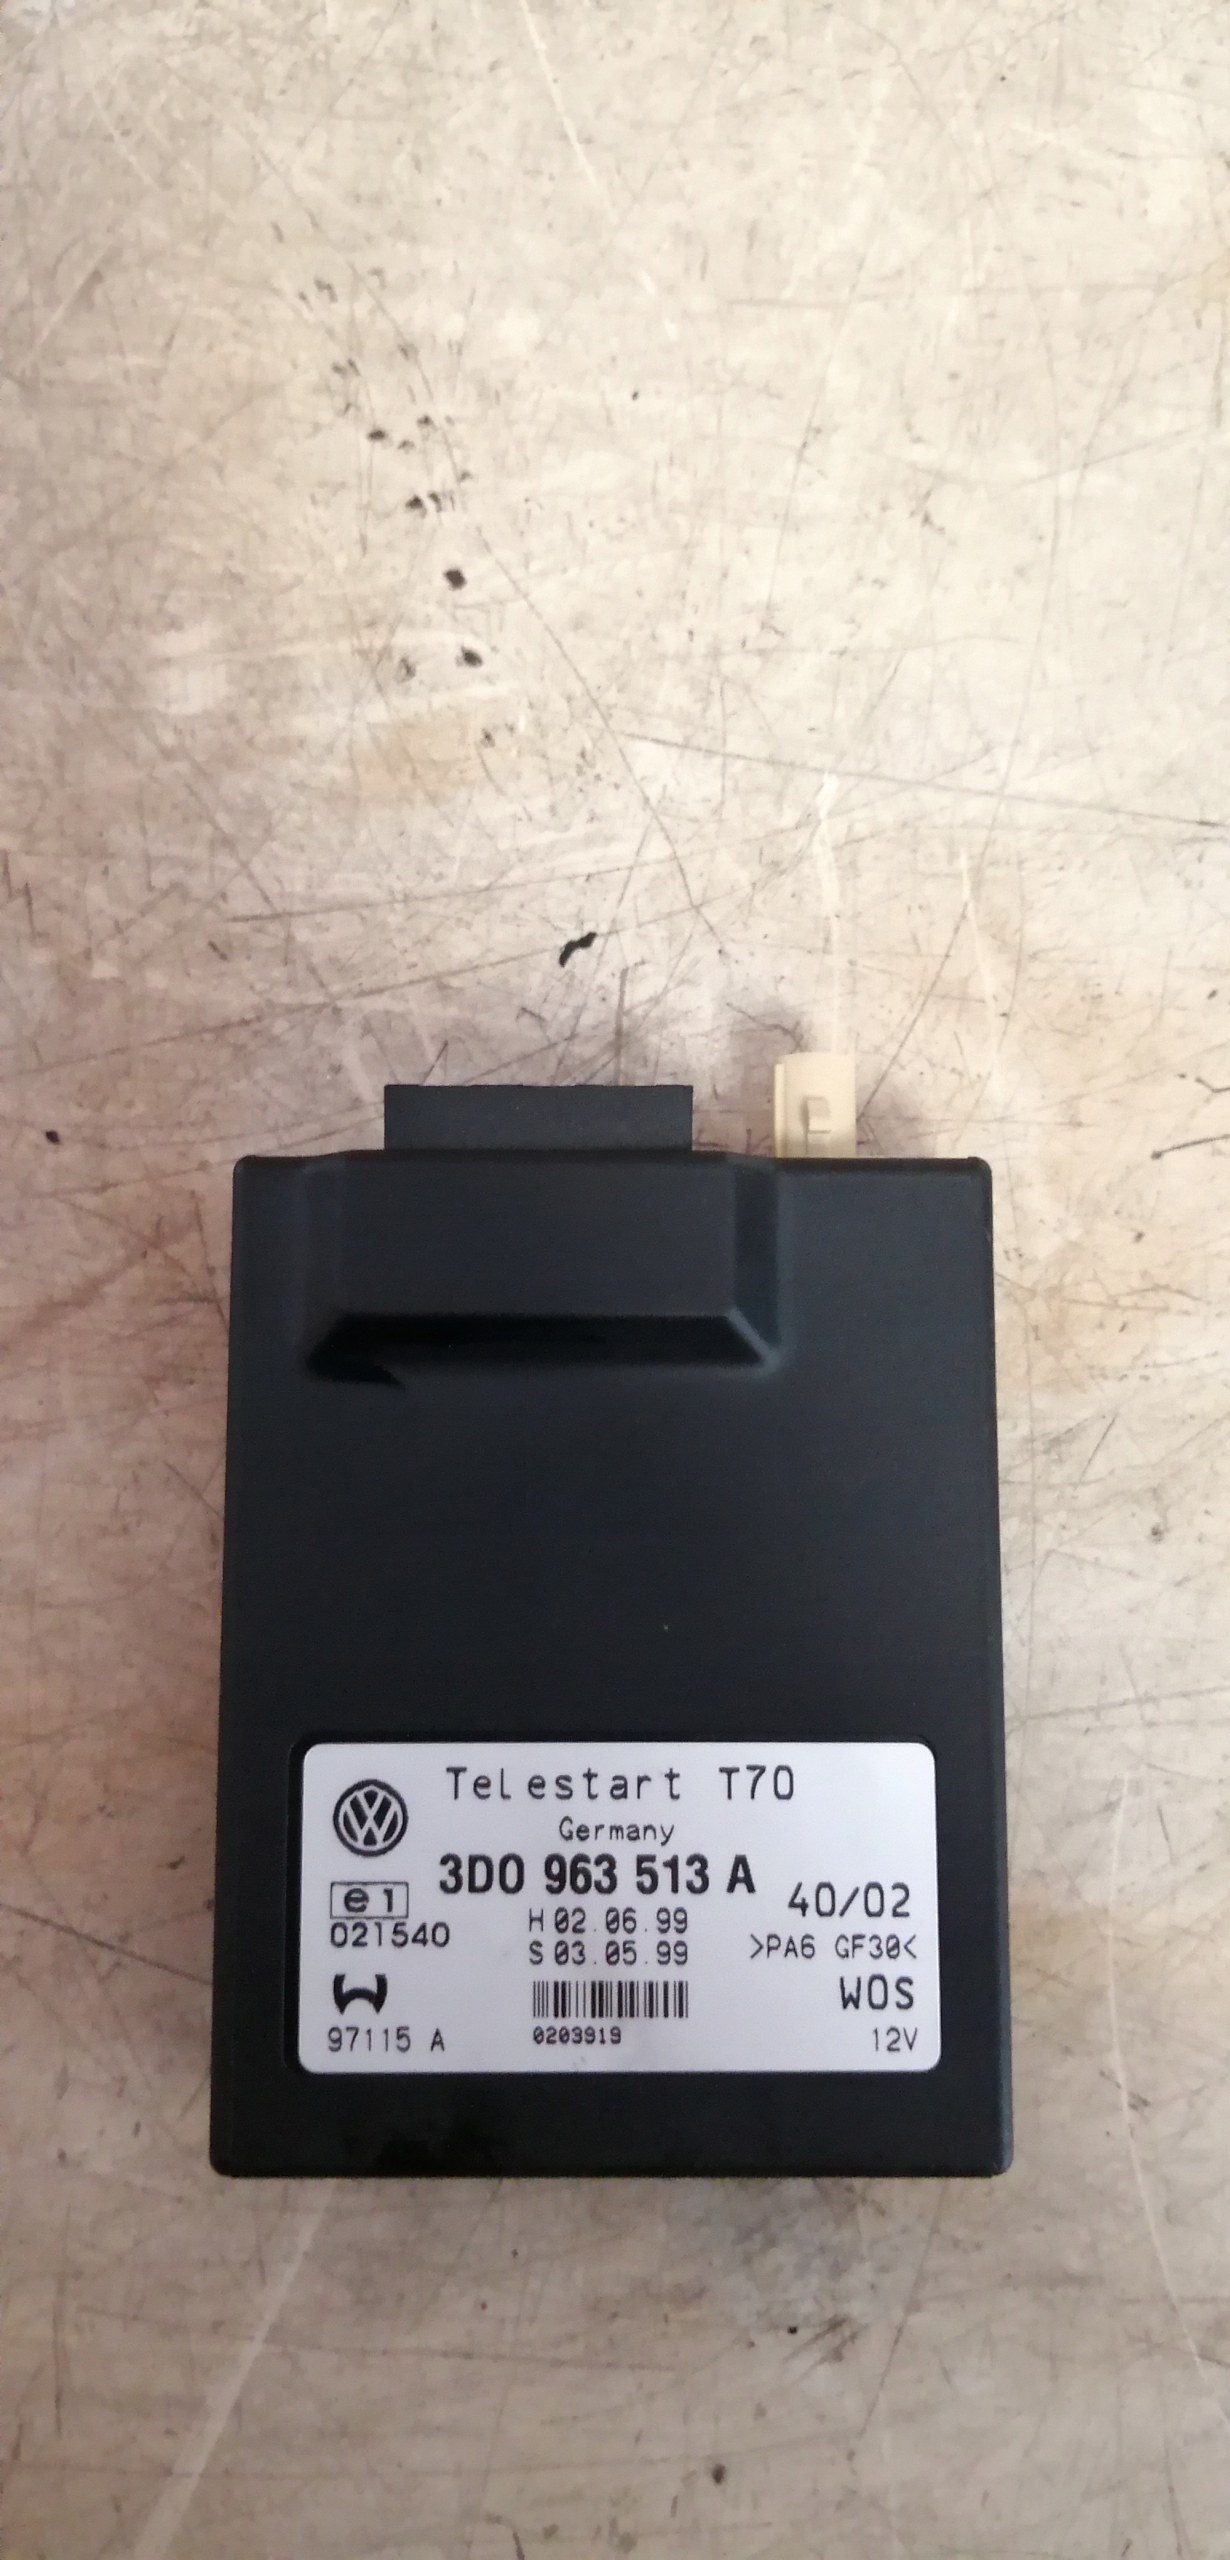 Telestart T70
Germany
3D0 963 513 A
e1
021540
40/02
H 02.06.99
S 03.05.99
>PA6 GF30<
WOS
97115 A
0203919
12V